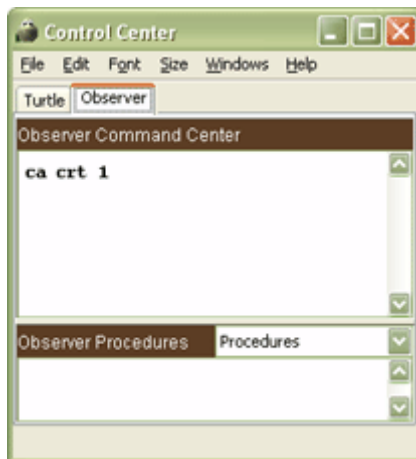 Control Center
File Edit Font Size Windows Help
Turtle Observer
Observer Command Center
ca crt 1
Observer Procedures Procedures